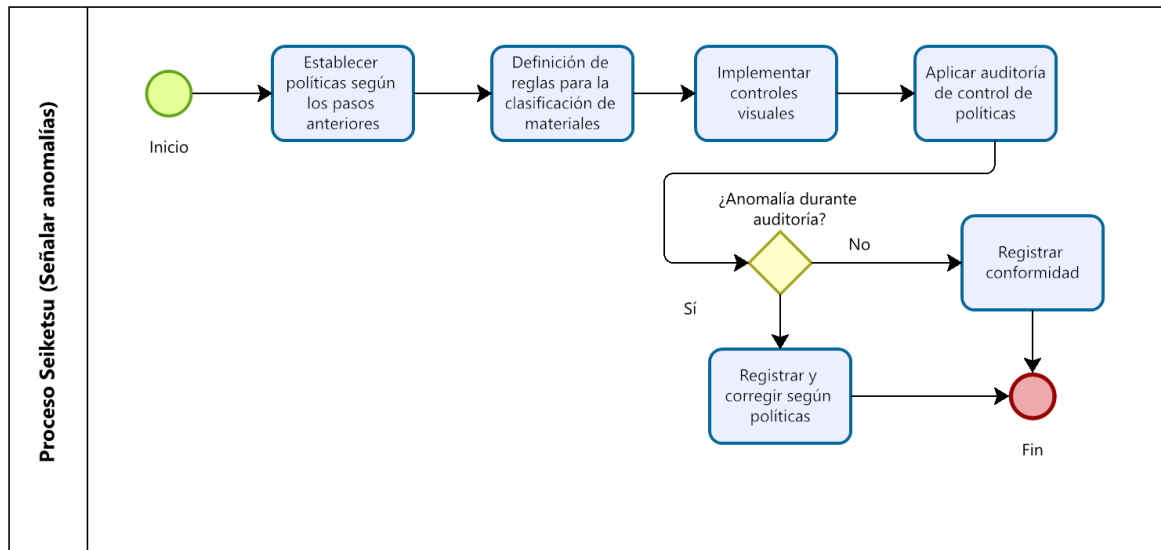 Proceso Seiketsu (Señalar anomalías)
Inicio
Establecer
políticas según
los pasos
anteriores
Definición de
reglas para la
clasificación de
materiales
Implementar
controles
visuales
Aplicar auditoría
de control de
políticas
¿Anomalía durante
auditoría?
No
Registrar
conformidad
Sí
Registrar y
corregir según
políticas
Fin